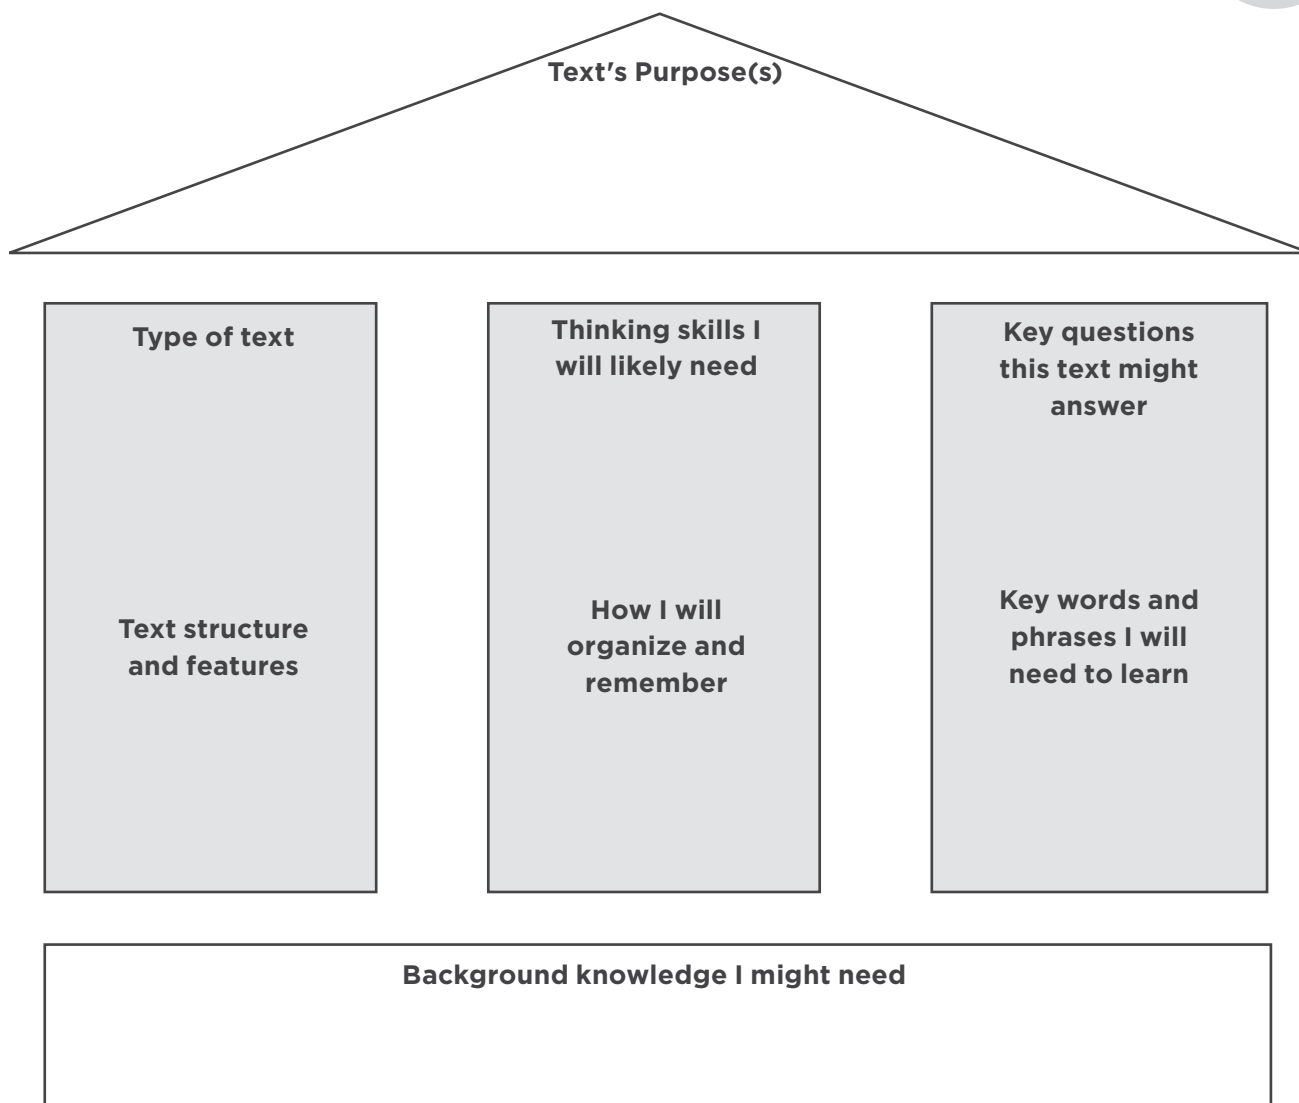 Text's Purpose(s)
Type of text
Text structure
and features
Thinking skills I
will likely need
How I will
organize and
remember
Key questions
this text might
answer
Key words and
phrases I will
need to learn
Background knowledge I might need